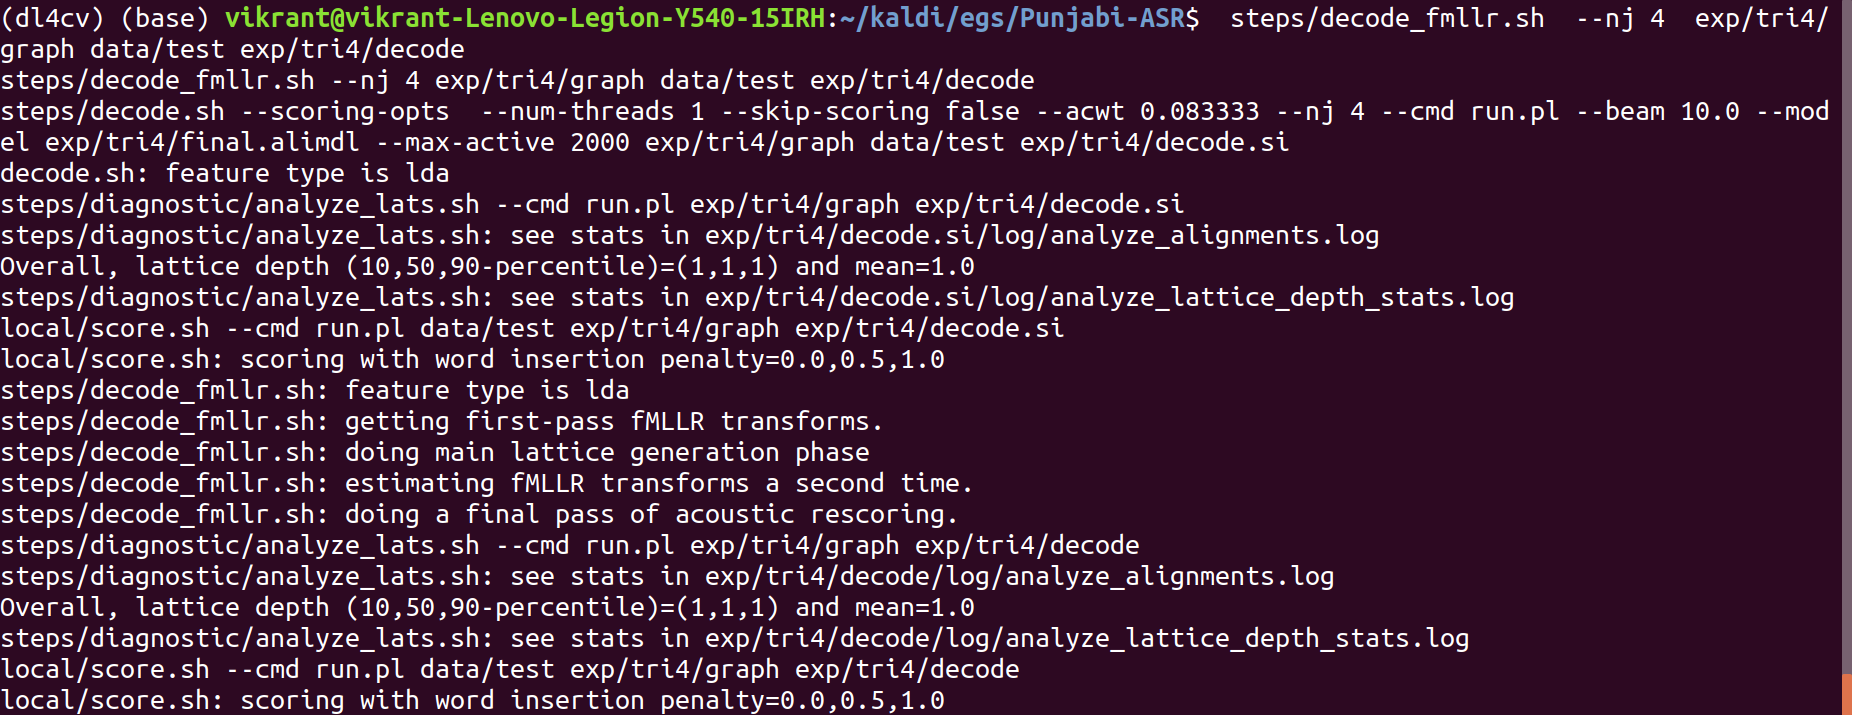 (dl4cv) (base) vikrant@vikrant-Lenovo-Legion-Y540-15IRH:~/kaldi/egs/Punjabi-ASR$  steps/decode_fmllr.sh  --nj 4  exp/tri4/
graph data/test exp/tri4/decode
steps/decode_fmllr.sh --nj 4 exp/tri4/graph data/test exp/tri4/decode
steps/decode.sh --scoring-opts  --num-threads 1 --skip-scoring false --acwt 0.083333 --nj 4 --cmd run.pl --beam 10.0 --mod
el exp/tri4/final.alimdl --max-active 2000 exp/tri4/graph data/test exp/tri4/decode.si
decode.sh: feature type is lda
steps/diagnostic/analyze_lats.sh --cmd run.pl exp/tri4/graph exp/tri4/decode.si
steps/diagnostic/analyze_lats.sh: see stats in exp/tri4/decode.si/log/analyze_alignments.log
Overall, lattice depth (10,50,90-percentile)=(1,1,1) and mean=1.0
steps/diagnostic/analyze_lats.sh: see stats in exp/tri4/decode.si/log/analyze_lattice_depth_stats.log
local/score.sh --cmd run.pl data/test exp/tri4/graph exp/tri4/decode.si
local/score.sh: scoring with word insertion penalty=0.0,0.5,1.0
steps/decode_fmllr.sh: feature type is lda
steps/decode_fmllr.sh: getting first-pass fMLLR transforms.
steps/decode_fmllr.sh: doing main lattice generation phase
steps/decode_fmllr.sh: estimating fMLLR transforms a second time.
steps/decode_fmllr.sh: doing a final pass of acoustic rescoring.
steps/diagnostic/analyze_lats.sh --cmd run.pl exp/tri4/graph exp/tri4/decode
steps/diagnostic/analyze_lats.sh: see stats in exp/tri4/decode/log/analyze_alignments.log
Overall, lattice depth (10,50,90-percentile)=(1,1,1) and mean=1.0
steps/diagnostic/analyze_lats.sh: see stats in exp/tri4/decode/log/analyze_lattice_depth_stats.log
local/score.sh --cmd run.pl data/test exp/tri4/graph exp/tri4/decode
local/score.sh: scoring with word insertion penalty=0.0,0.5,1.0